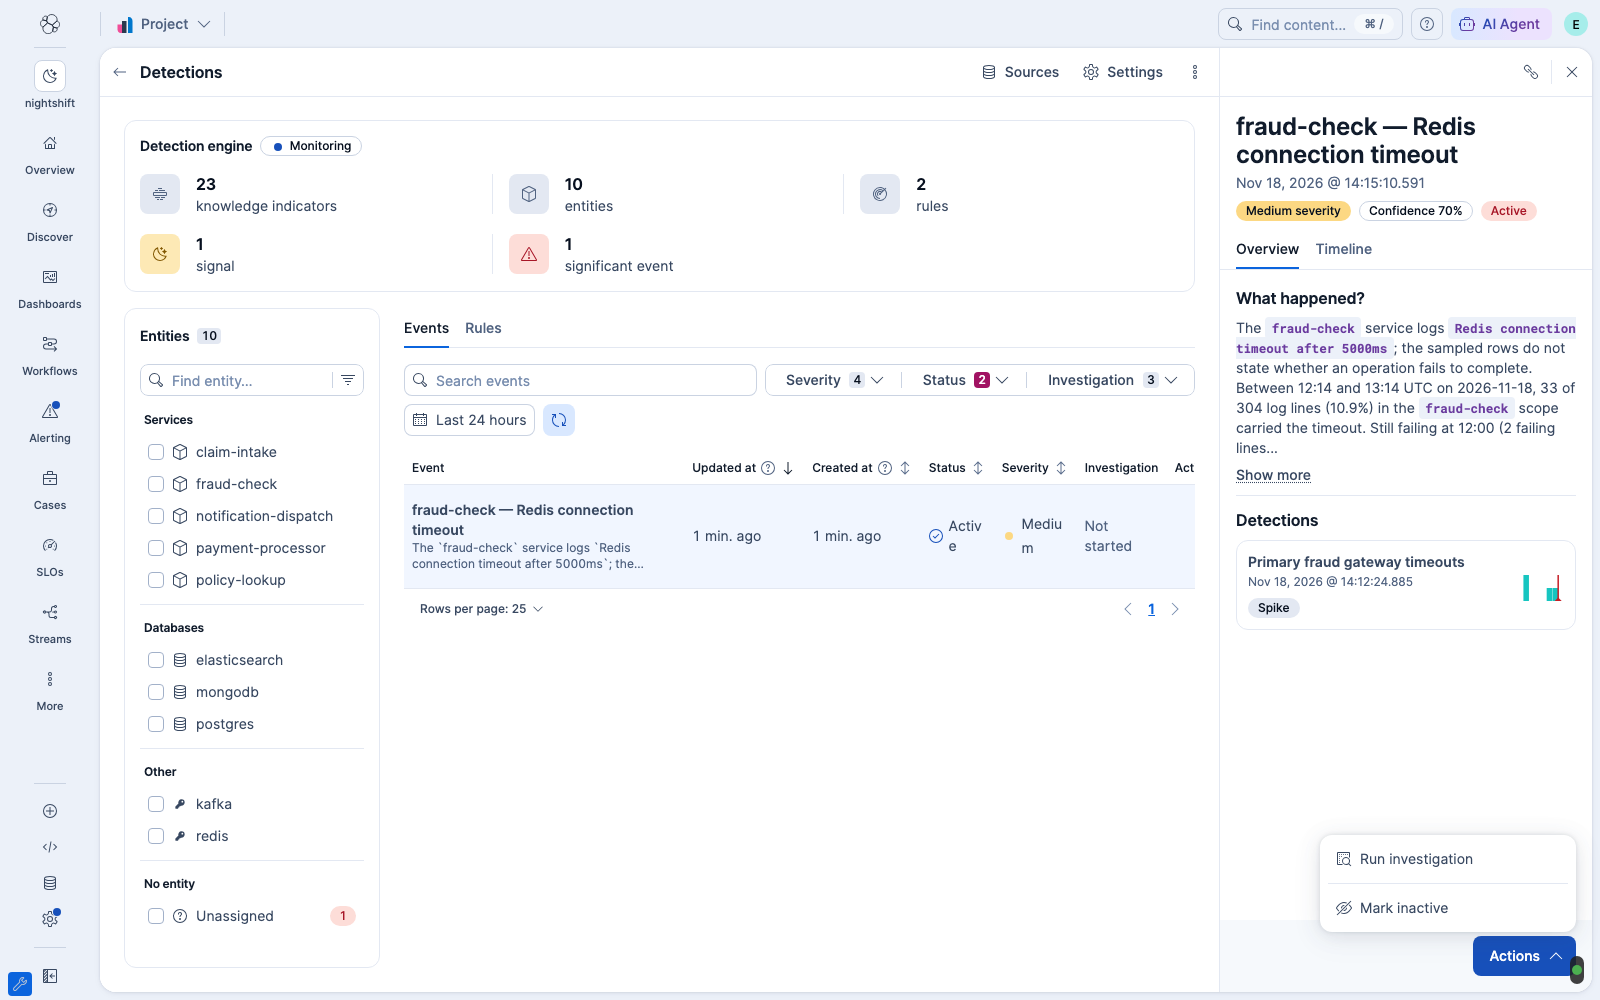 Project
Find content...
⌘ /
AI Agent
E
nightshift
Overview
Discover
Dashboards
Workflows
Alerting
Cases
SLOs
Streams
More
Detections
Sources
Settings
Detection engine
Monitoring
23
knowledge indicators
10
entities
2
rules
1
signal
1
significant event
Entities 10
Find entity...
Services
claim-intake
fraud-check
notification-dispatch
payment-processor
policy-lookup
Databases
elasticsearch
mongodb
postgres
Other
kafka
redis
No entity
Unassigned 1
Events Rules
Search events
Severity 4
Status 2
Investigation 3
Last 24 hours
Event Updated at Created at Status Severity Investigation Act
fraud-check — Redis connection
timeout
The `fraud-check` service logs `Redis
connection timeout after 5000ms`; the...
1 min. ago
1 min. ago
Activ
e
Mediu
m
Not
started
Rows per page: 25
1
fraud-check — Redis
connection timeout
Nov 18, 2026 @ 14:15:10.591
Medium severity Confidence 70% Active
Overview Timeline
What happened?
The fraud-check service logs Redis connection
timeout after 5000ms ; the sampled rows do not
state whether an operation fails to complete.
Between 12:14 and 13:14 UTC on 2026-11-18, 33 of
304 log lines (10.9%) in the fraud-check scope
carried the timeout. Still failing at 12:00 (2 failing
lines...
Show more
Detections
Primary fraud gateway timeouts
Nov 18, 2026 @ 14:12:24.885
Spike
Run investigation
Mark inactive
Actions